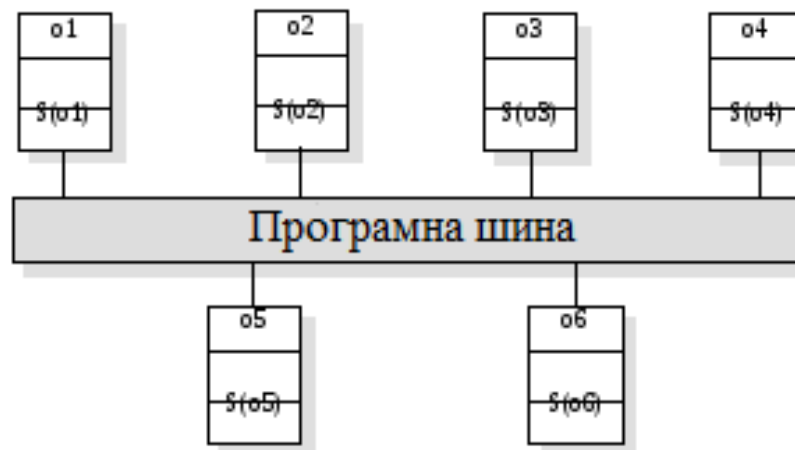 o1
o2
o3
o4
S(o1)
S(o2)
S(o3)
S(o4)
Програмна шина
o5
o6
S(o5)
S(o6)